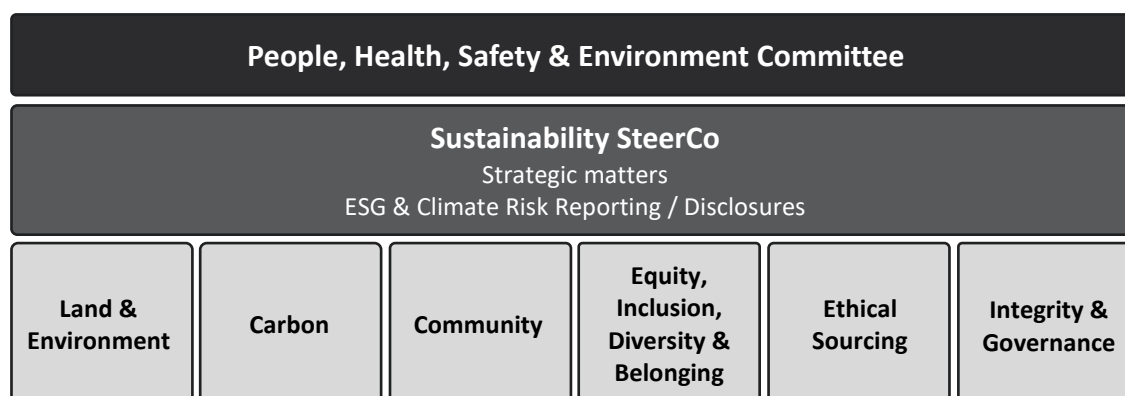 People, Health, Safety & Environment Committee
Sustainability SteerCo
Strategic matters
ESG & Climate Risk Reporting / Disclosures
Land &
Environment
Carbon
Community
Equity,
Inclusion,
Diversity &
Belonging
Ethical
Sourcing
Integrity &
Governance